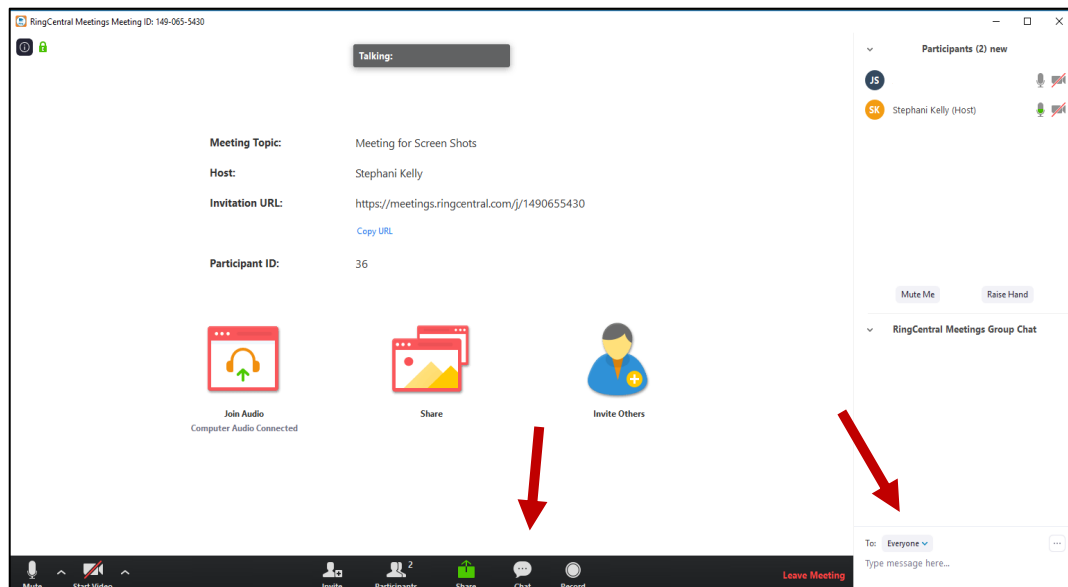 RingCentral Meetings Meeting ID: 149-065-5430
Talking:
Participants (2) new
JS
SK Stephani Kelly (Host)
Meeting Topic: Meeting for Screen Shots
Host: Stephani Kelly
Invitation URL: https://meetings.ringcentral.com/j/1490655430
Copy URL
Participant ID: 36
Mute Me Raise Hand
RingCentral Meetings Group Chat
Join Audio Share Invite Others
Computer Audio Connected
To: Everyone
Type message here...
2
Mute Start Video Invite Participants Share Chat Record Leave Meeting